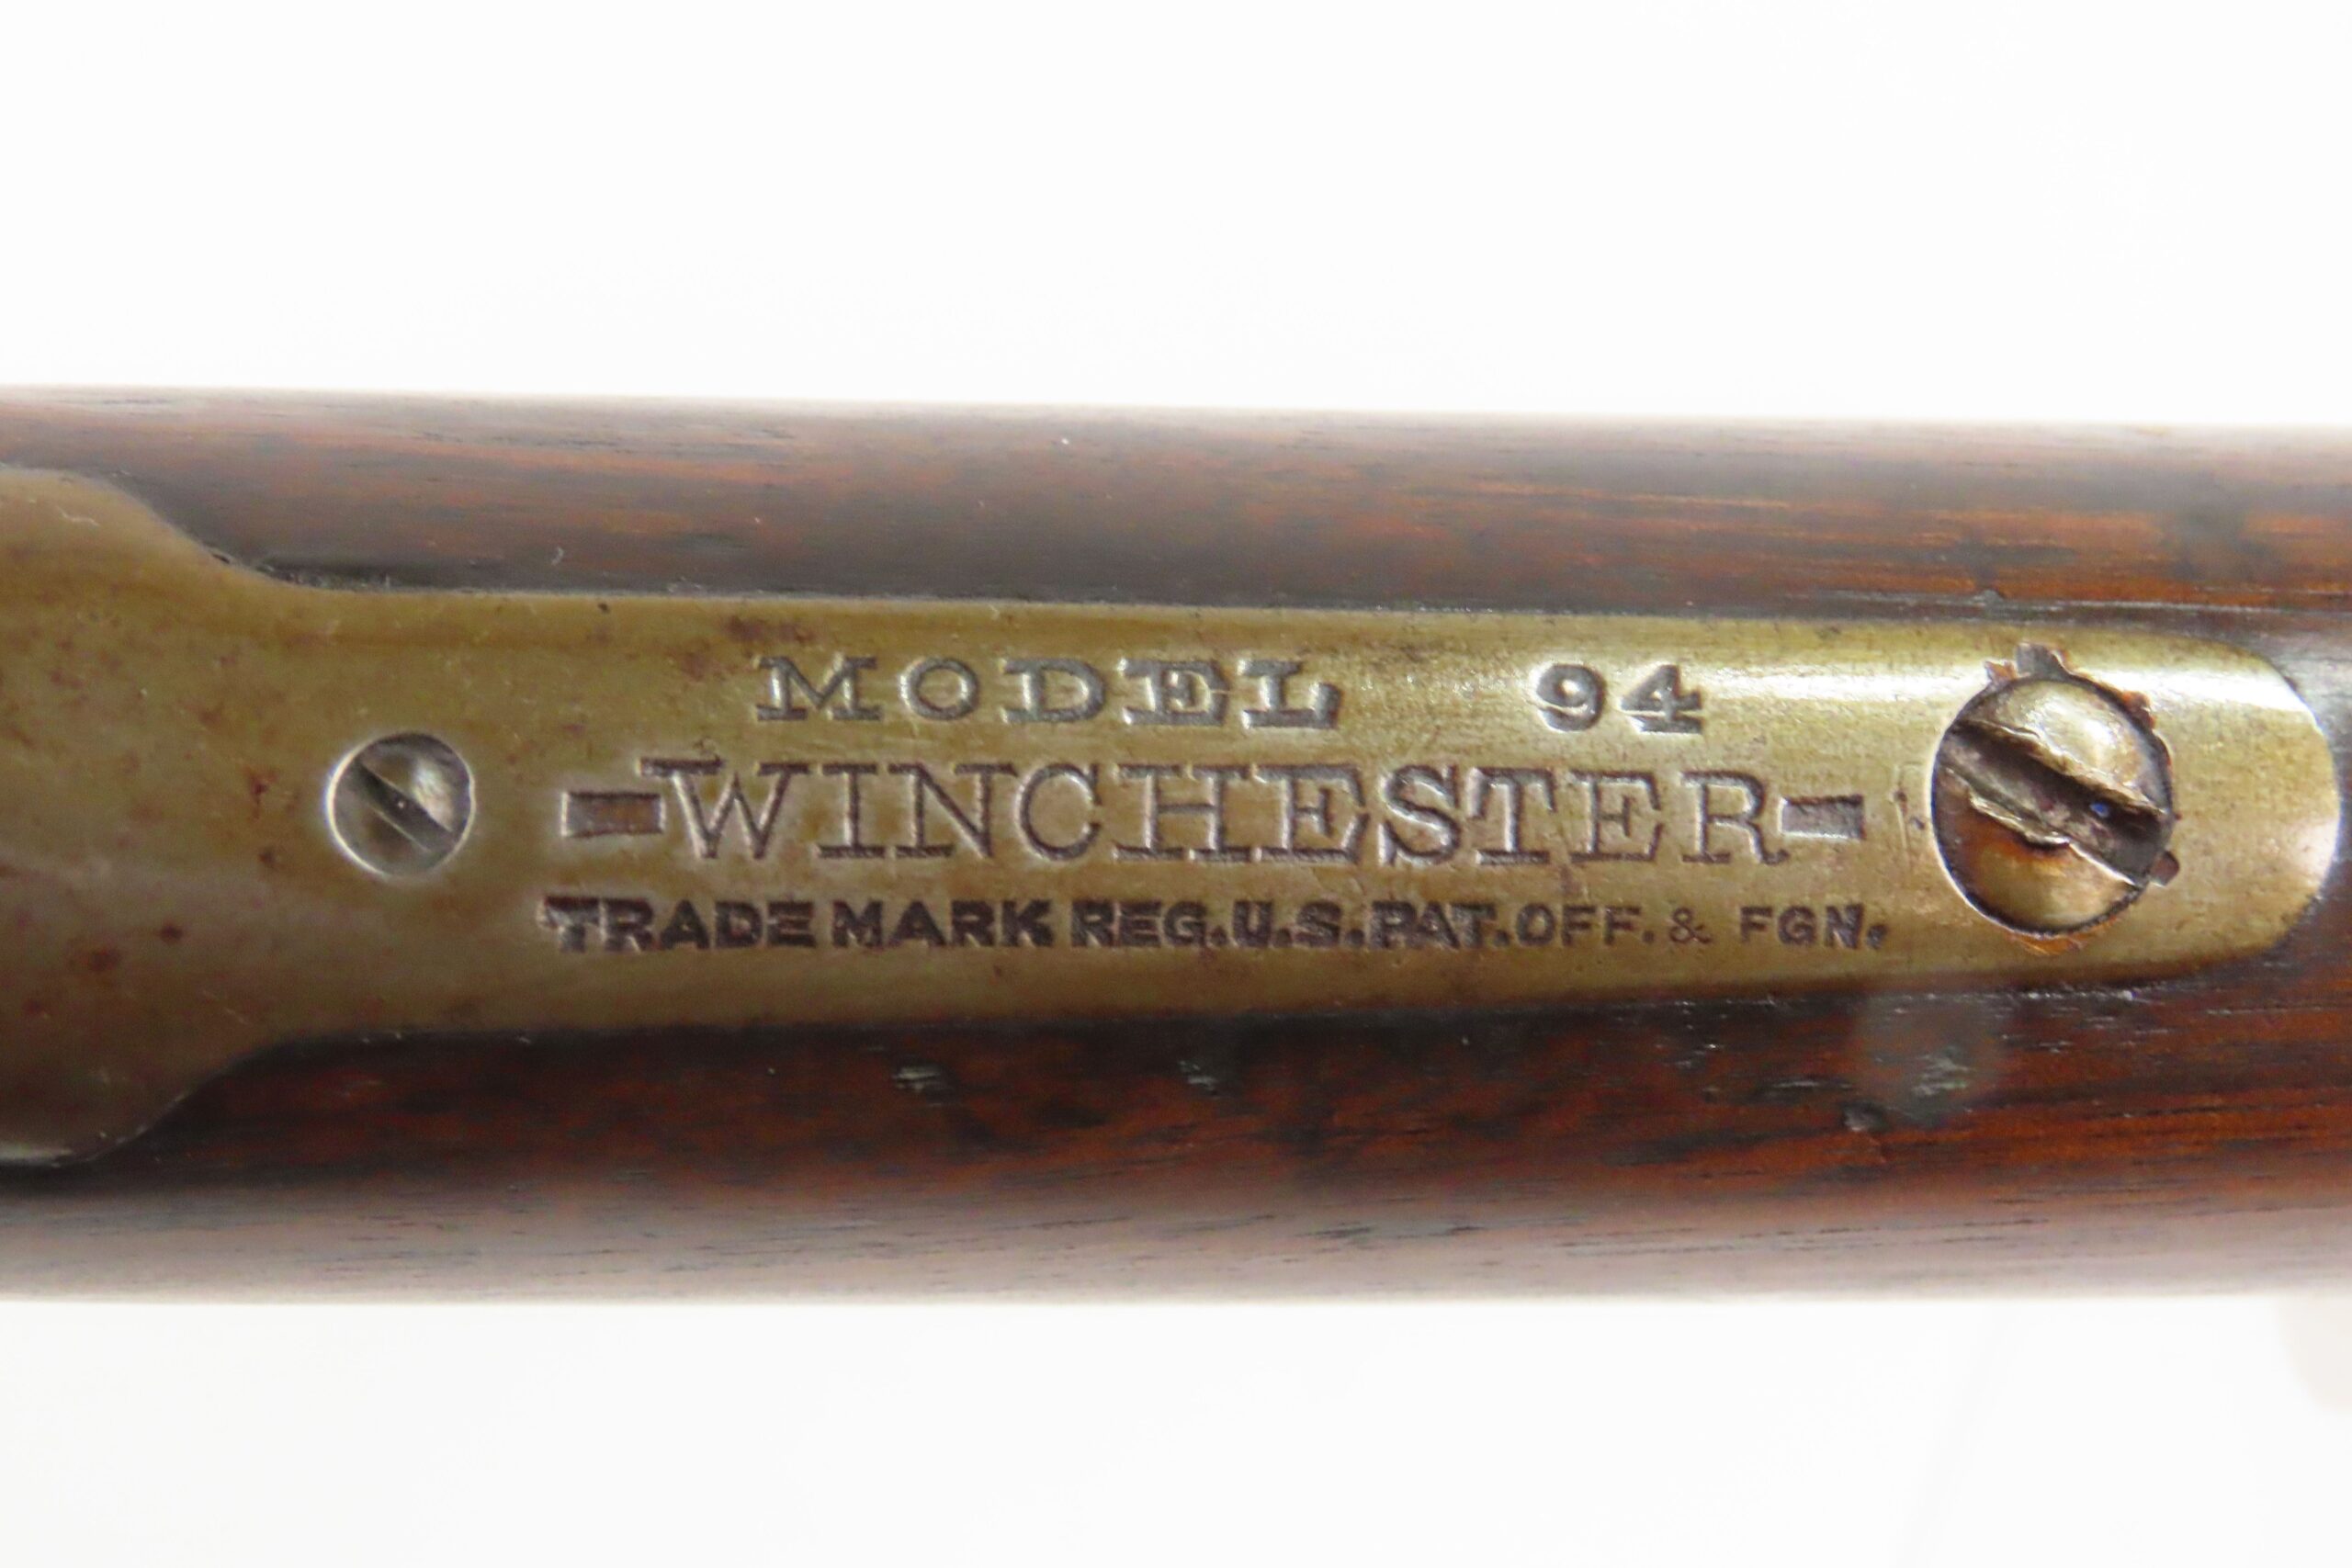 MODEL 94
-WINCHESTER-
TRADE MARK REG.U.S.PAT.OFF. & FGN.